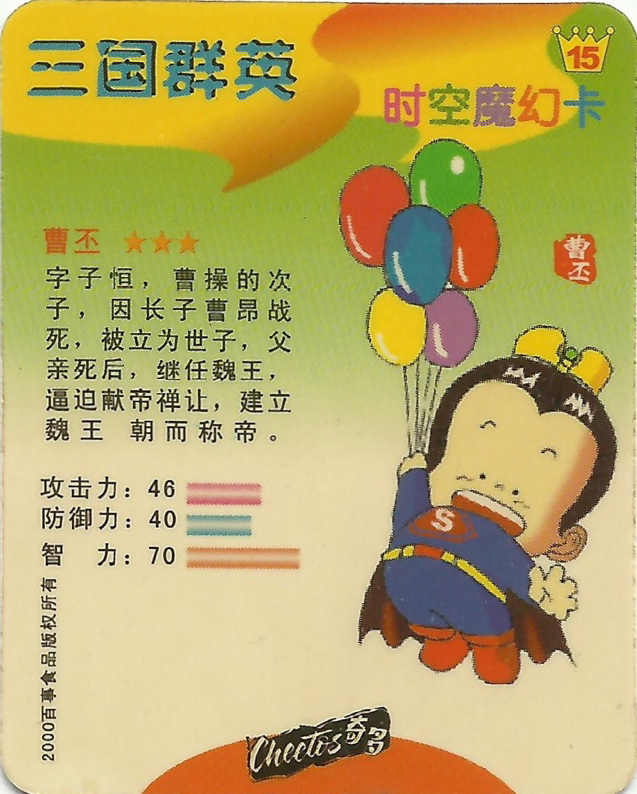 三国群英
15
时空魔幻卡
曹丕 ★★★
曹丕
字子恒，曹操的次
子，因长子曹昂战
死，被立为世子，父
亲死后，继任魏王，
逼迫献帝禅让，建立
魏王 朝而称帝。
S
攻击力：46
防御力：40
智 力：70
2000百事食品版权所有
Cheetos奇多